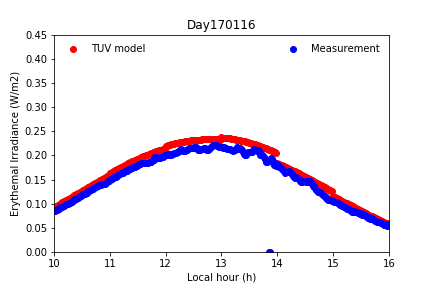 Day170116
TUV model
Measurement
0.45
0.40
0.35
0.30
0.25
0.20
0.15
0.10
0.05
0.00
Erythemal Irradiance (W/m2)
10 11 12 13 14 15 16
Local hour (h)